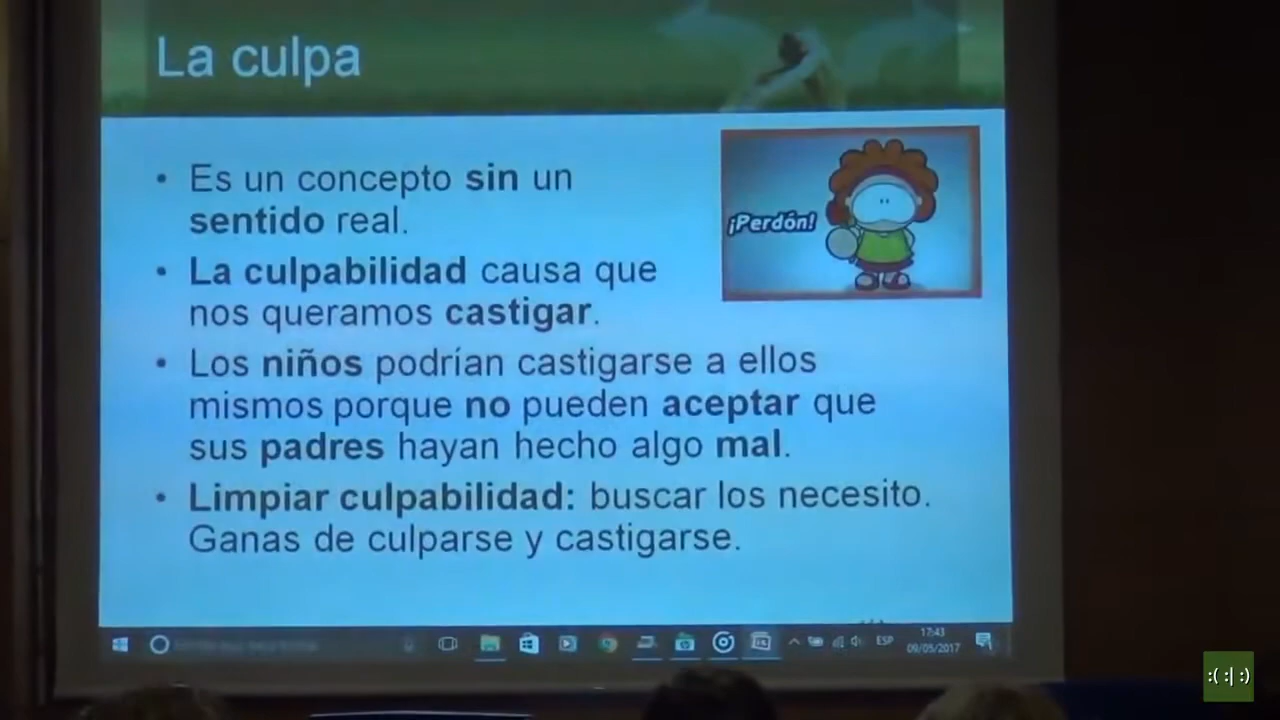 La culpa
• Es un concepto sin un
sentido real.
¡Perdón!
• La culpabilidad causa que
nos queramos castigar.
• Los niños podrían castigarse a ellos
mismos porque no pueden aceptar que
sus padres hayan hecho algo mal.
• Limpiar culpabilidad: buscar los necesito.
Ganas de culparse y castigarse.
ESP
17:43
09/05/2017
:( :| :)